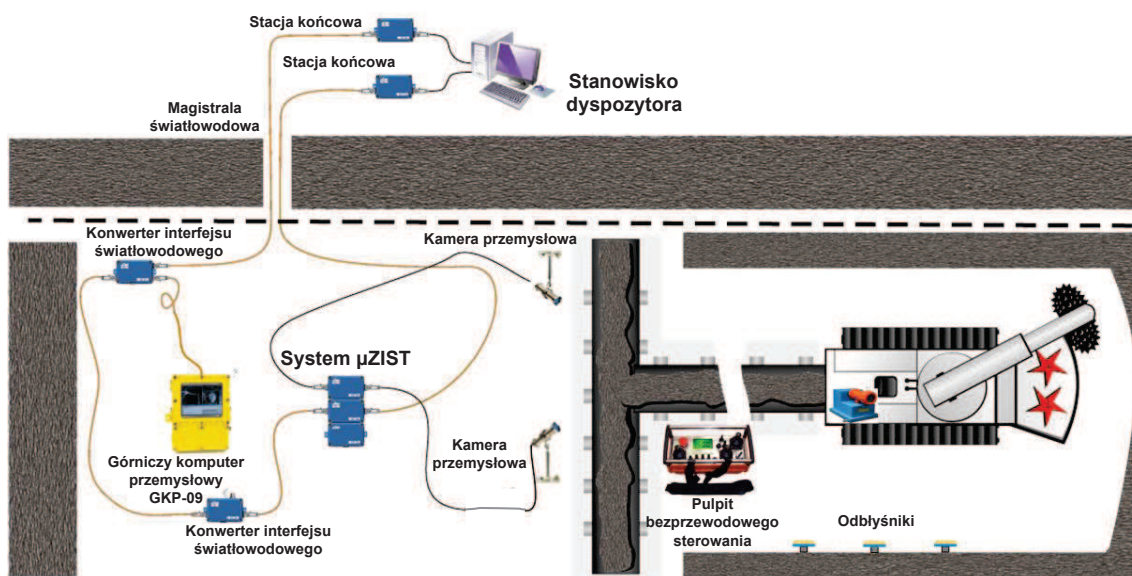 Stacja końcowa
Stacja końcowa
Stanowisko
dyspozytora
Magistrala
światłowodowa
Konwerter interfejsu
światłowodowego
Kamera przemysłowa
System µZIST
Górniczy komputer
przemysłowy
GKP-09
Kamera
przemysłowa
Konwerter interfejsu
światłowodowego
Pulpit
bezprzewodowego
sterowania
Odbłyśniki